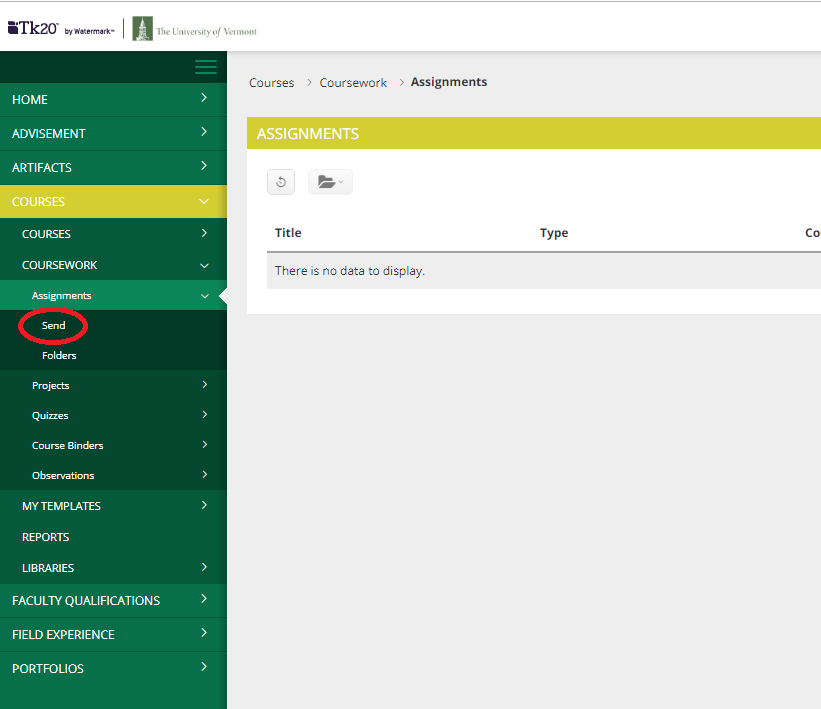 Tk20™ by Watermark™ The University of Vermont
HOME
ADVISEMENT
ARTIFACTS
COURSES
COURSES
COURSEWORK
Assignments
Send
Folders
Projects
Quizzes
Course Binders
Observations
MY TEMPLATES
REPORTS
LIBRARIES
FACULTY QUALIFICATIONS
FIELD EXPERIENCE
PORTFOLIOS
Courses > Coursework > Assignments
ASSIGNMENTS
Title Type Co
There is no data to display.